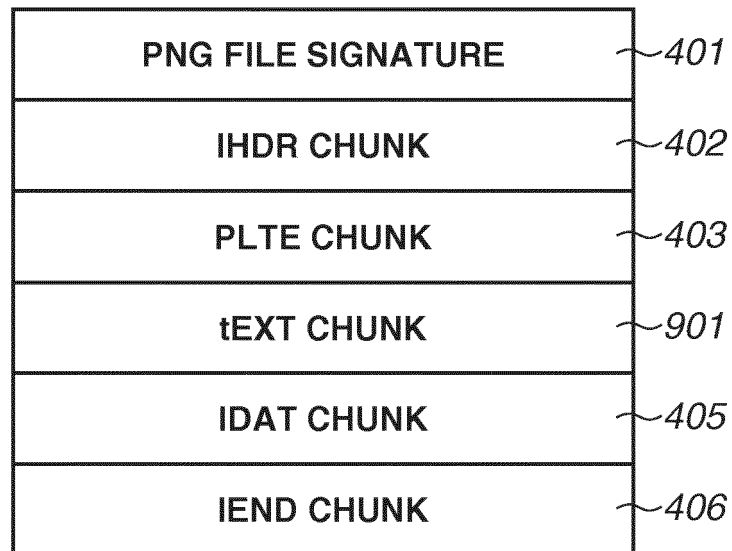 PNG FILE SIGNATURE 401
IHDR CHUNK 402
PLTE CHUNK 403
tEXT CHUNK 901
IDAT CHUNK 405
IEND CHUNK 406